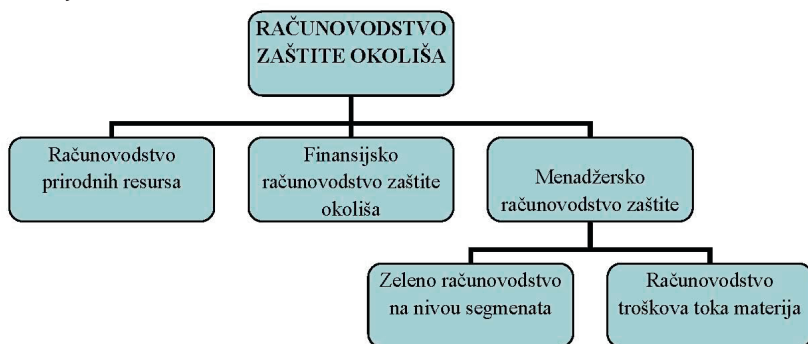 RAČUNOVODSTVO
ZAŠTITE OKOLIŠA
Računovodstvo
prirodnih resursa
Finansijsko
računovodstvo zaštite
okoliša
Menadžersko
računovodstvo zaštite
Zeleno računovodstvo
na nivou segmenata
Računovodstvo
troškova toka materija